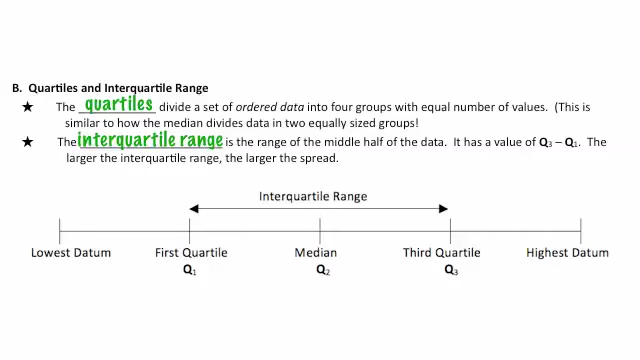 B. Quartiles and Interquartile Range
★ The quartiles divide a set of ordered data into four groups with equal number of values. (This is
similar to how the median divides data in two equally sized groups!
★ The interquartile range is the range of the middle half of the data. It has a value of Q₃ – Q₁. The
larger the interquartile range, the larger the spread.
Interquartile Range
Lowest Datum First Quartile Median Third Quartile Highest Datum
Q₁ Q₂ Q₃